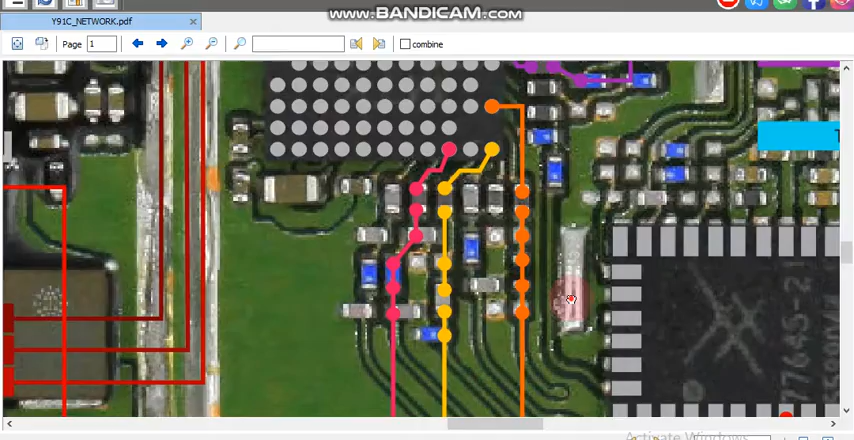 WWW.BANDICAM.COM
Y91C_NETWORK.pdf
Page 1
combine
77645-2
Activate Windows